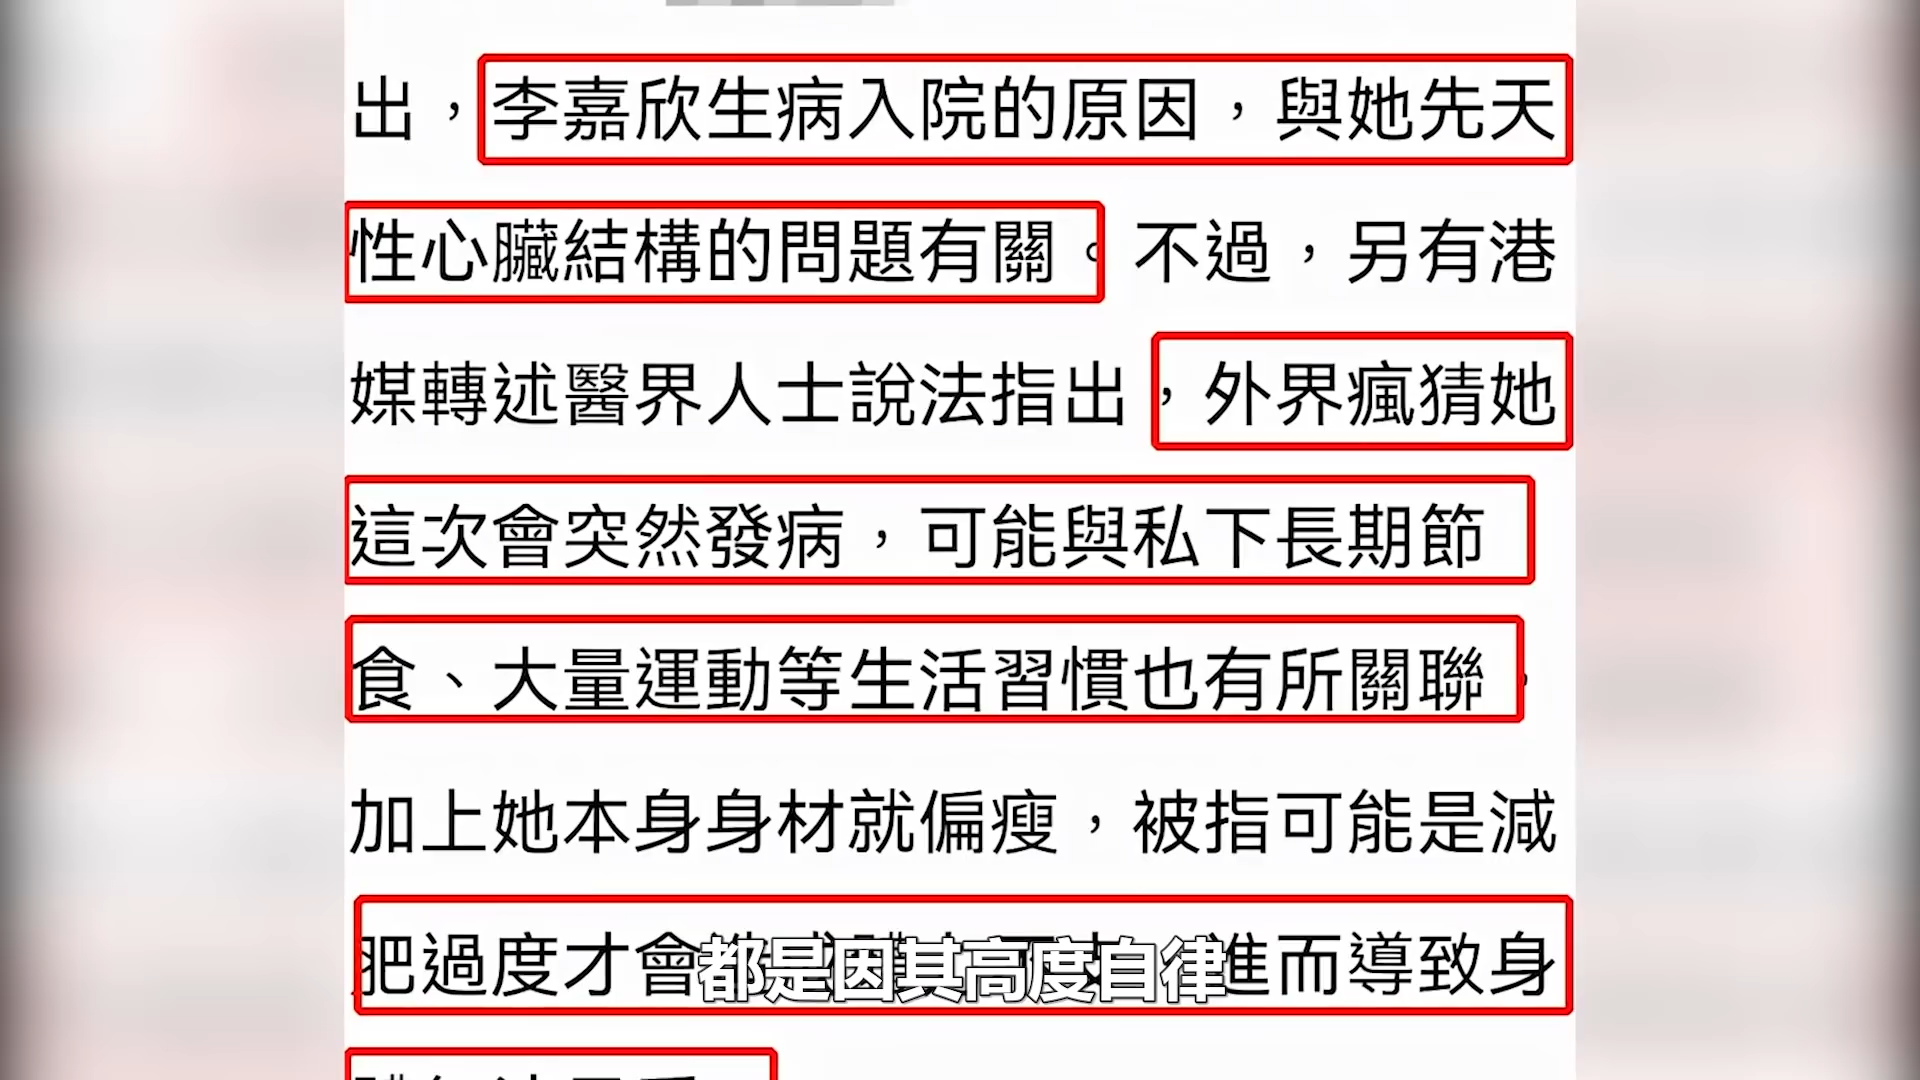 出，李嘉欣生病入院的原因，與她先天
性心臟結構的問題有關。不過，另有港
媒轉述醫界人士說法指出，外界瘋猜她
這次會突然發病，可能與私下長期節
食、大量運動等生活習慣也有所關聯，
加上她本身身材就偏瘦，被指可能是減
肥過度才會
進而導致身
都是因其高度自律